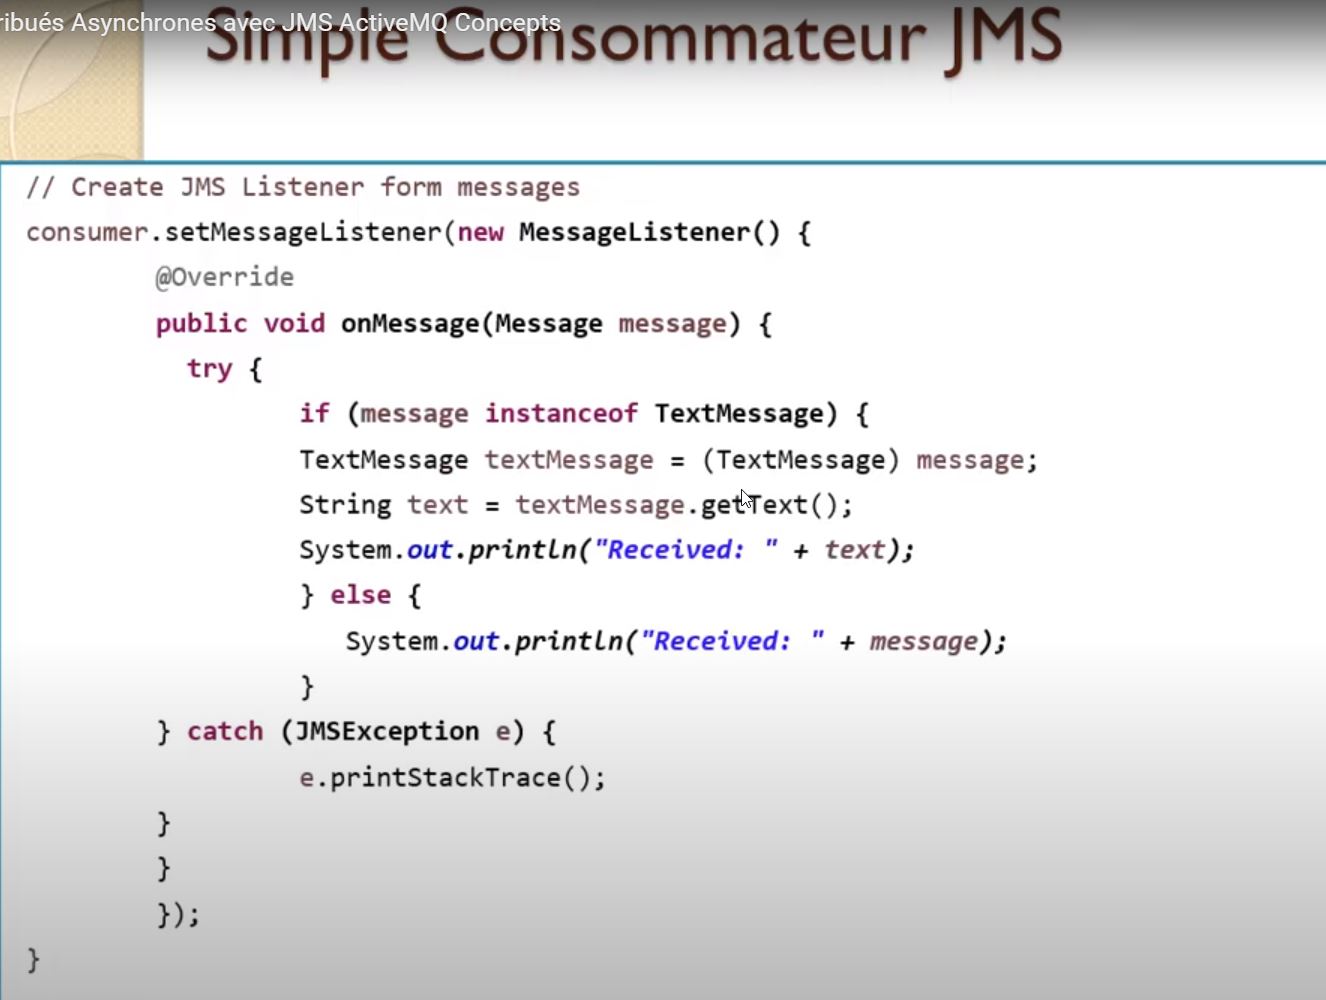 ribués Asynchrones avec JMS ActiveMQ Concepts
Simple Consommateur JMS
// Create JMS Listener form messages
consumer.setMessageListener(new MessageListener() {
@Override
public void onMessage(Message message) {
try {
if (message instanceof TextMessage) {
TextMessage textMessage = (TextMessage) message;
String text = textMessage.getText();
System.out.println("Received: " + text);
} else {
System.out.println("Received: " + message);
}
} catch (JMSException e) {
e.printStackTrace();
}
}
});
}